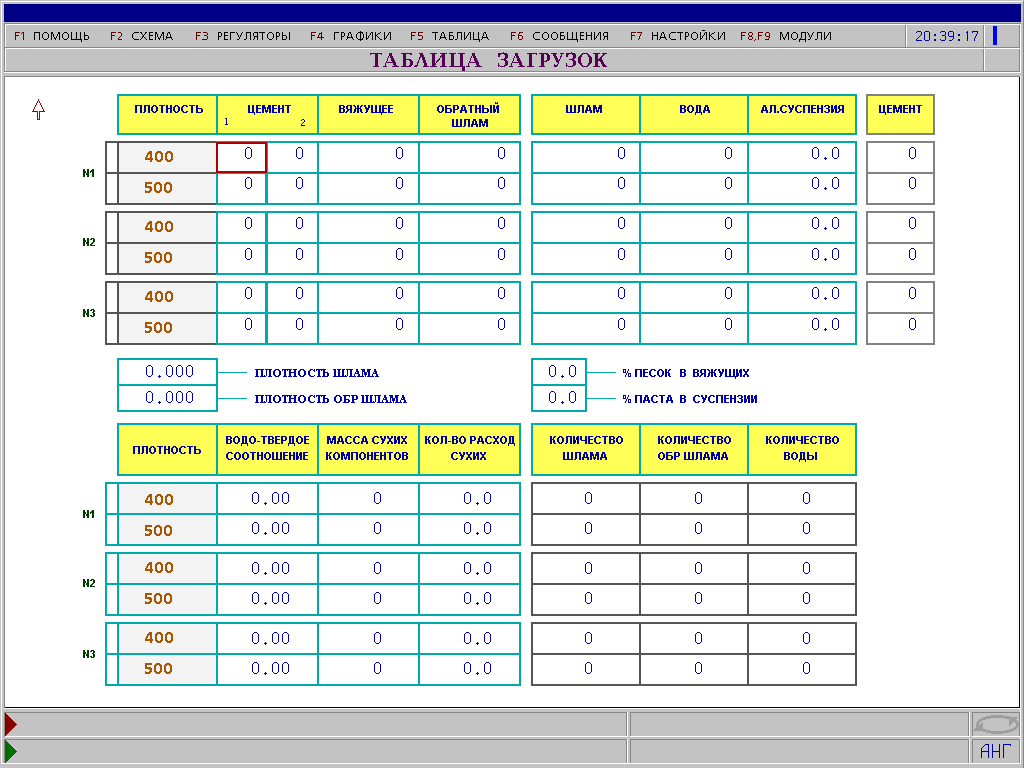 F1 ПОМОЩЬ F2 СХЕМА F3 РЕГУЛЯТОРЫ F4 ГРАФИКИ F5 ТАБЛИЦА F6 СООБЩЕНИЯ F7 НАСТРОЙКИ F8,F9 МОДУЛИ 20:39:17
ТАБЛИЦА ЗАГРУЗОК
ПЛОТНОСТЬ ЦЕМЕНТ 1 2 ВЯЖУЩЕЕ ОБРАТНЫЙ ШЛАМ ШЛАМ ВОДА АЛ.СУСПЕНЗИЯ ЦЕМЕНТ
N1
400 0 0 0 0 0 0 0.0 0
500 0 0 0 0 0 0 0.0 0
N2
400 0 0 0 0 0 0 0.0 0
500 0 0 0 0 0 0 0.0 0
N3
400 0 0 0 0 0 0 0.0 0
500 0 0 0 0 0 0 0.0 0
0.000 ПЛОТНОСТЬ ШЛАМА 0.0 % ПЕСОК В ВЯЖУЩИХ
0.000 ПЛОТНОСТЬ ОБР ШЛАМА 0.0 % ПАСТА В СУСПЕНЗИИ
ПЛОТНОСТЬ ВОДО-ТВЕРДОЕ СООТНОШЕНИЕ МАССА СУХИХ КОМПОНЕНТОВ КОЛ-ВО РАСХОД СУХИХ КОЛИЧЕСТВО ШЛАМА КОЛИЧЕСТВО ОБР ШЛАМА КОЛИЧЕСТВО ВОДЫ
N1
400 0.00 0 0.0 0 0 0
500 0.00 0 0.0 0 0 0
N2
400 0.00 0 0.0 0 0 0
500 0.00 0 0.0 0 0 0
N3
400 0.00 0 0.0 0 0 0
500 0.00 0 0.0 0 0 0
АНГ